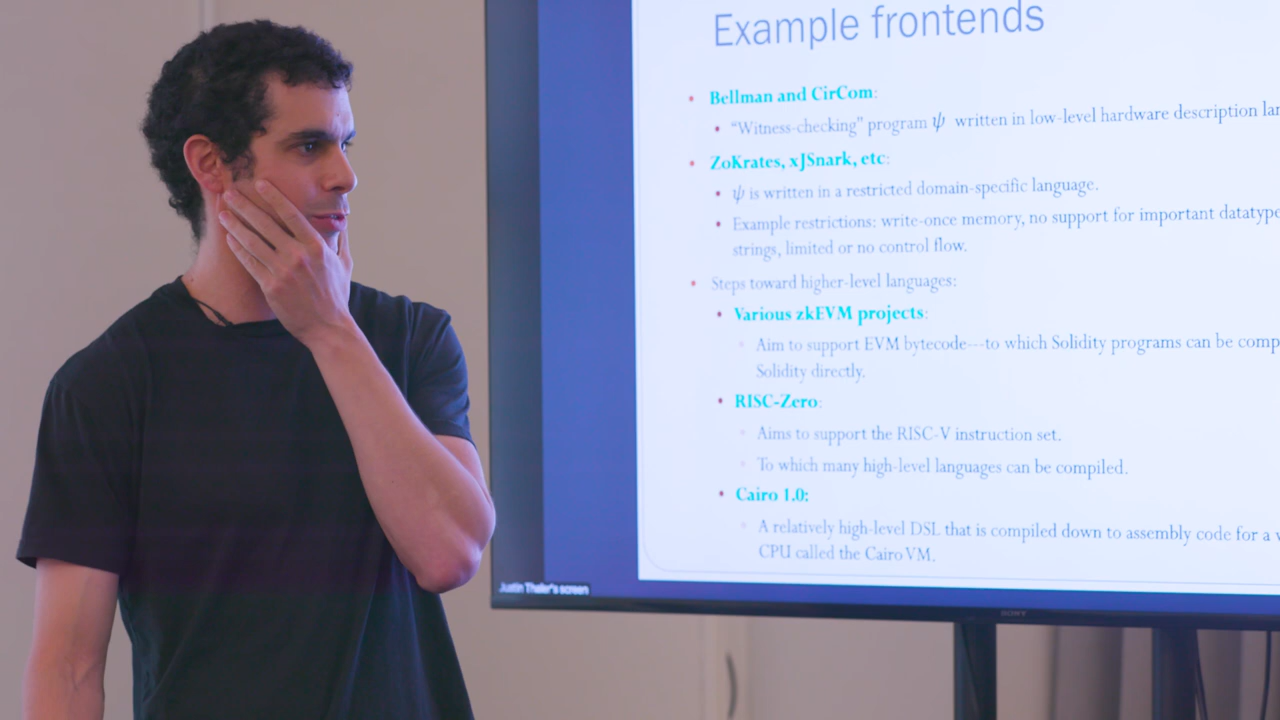 Example frontends
• Bellman and CirCom:
• “Witness-checking” program ψ written in low-level hardware description
• ZoKrates, xJSnark, etc:
• ψ is written in a restricted domain-specific language.
• Example restrictions: write-once memory, no support for important
strings, limited or no control flow.
• Steps toward higher-level languages:
• Various zkEVM projects:
Aim to support EVM bytecode---to which Solidity programs can be
Solidity directly.
• RISC-Zero:
Aims to support the RISC-V instruction set.
To which many high-level languages can be compiled.
• Cairo 1.0:
A relatively high-level DSL that is compiled down to assembly code for a
CPU called the Cairo VM.
Justin Thaler's screen
SONY